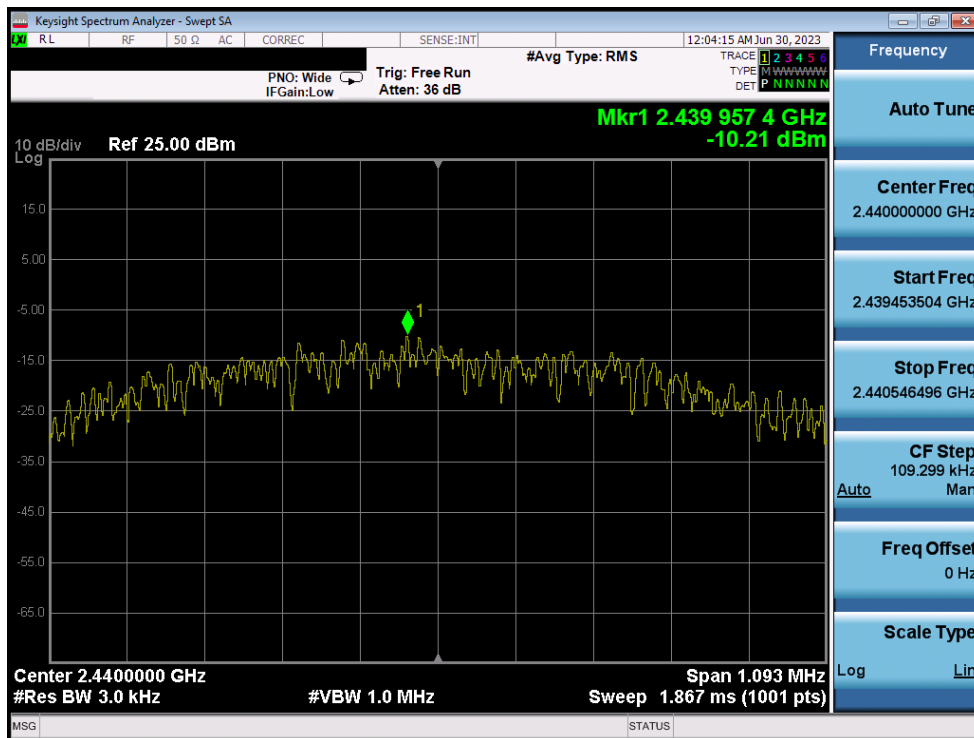 Keysight Spectrum Analyzer - Swept SA
LXI RL RF 50 Ω AC CORREC SENSE:INT 12:04:15 AM Jun 30, 2023
#Avg Type: RMS
TRACE 1 2 3 4 5 6
TYPE M W W W W W
DET P N N N N N
PNO: Wide
IFGain:Low
Trig: Free Run
Atten: 36 dB
Mkr1 2.439 957 4 GHz
-10.21 dBm
10 dB/div
Log
Ref 25.00 dBm
15.0
5.00
-5.00
-15.0
-25.0
-35.0
-45.0
-55.0
-65.0
1
Center 2.4400000 GHz
#Res BW 3.0 kHz
#VBW 1.0 MHz
Span 1.093 MHz
Sweep 1.867 ms (1001 pts)
MSG STATUS
Frequency
Auto Tune
Center Freq
2.440000000 GHz
Start Freq
2.439453504 GHz
Stop Freq
2.440546496 GHz
CF Step
109.299 kHz
Auto Man
Freq Offset
0 Hz
Scale Type
Log Lin